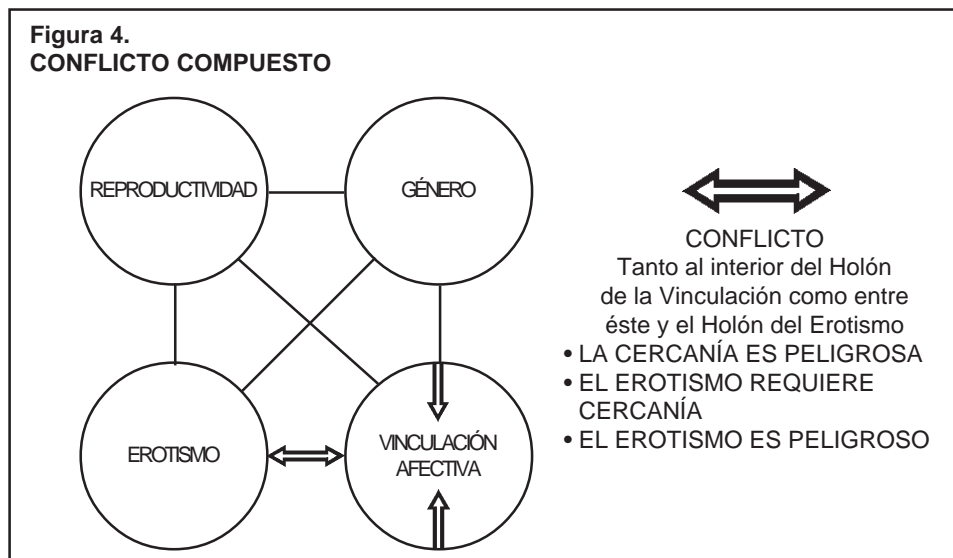 Figura 4.
CONFLICTO COMPUESTO
REPRODUCTIVIDAD
GÉNERO
EROTISMO
VINCULACIÓN
AFECTIVA
CONFLICTO
Tanto al interior del Holón
de la Vinculación como entre
éste y el Holón del Erotismo
• LA CERCANÍA ES PELIGROSA
• EL EROTISMO REQUIERE
CERCANÍA
• EL EROTISMO ES PELIGROSO